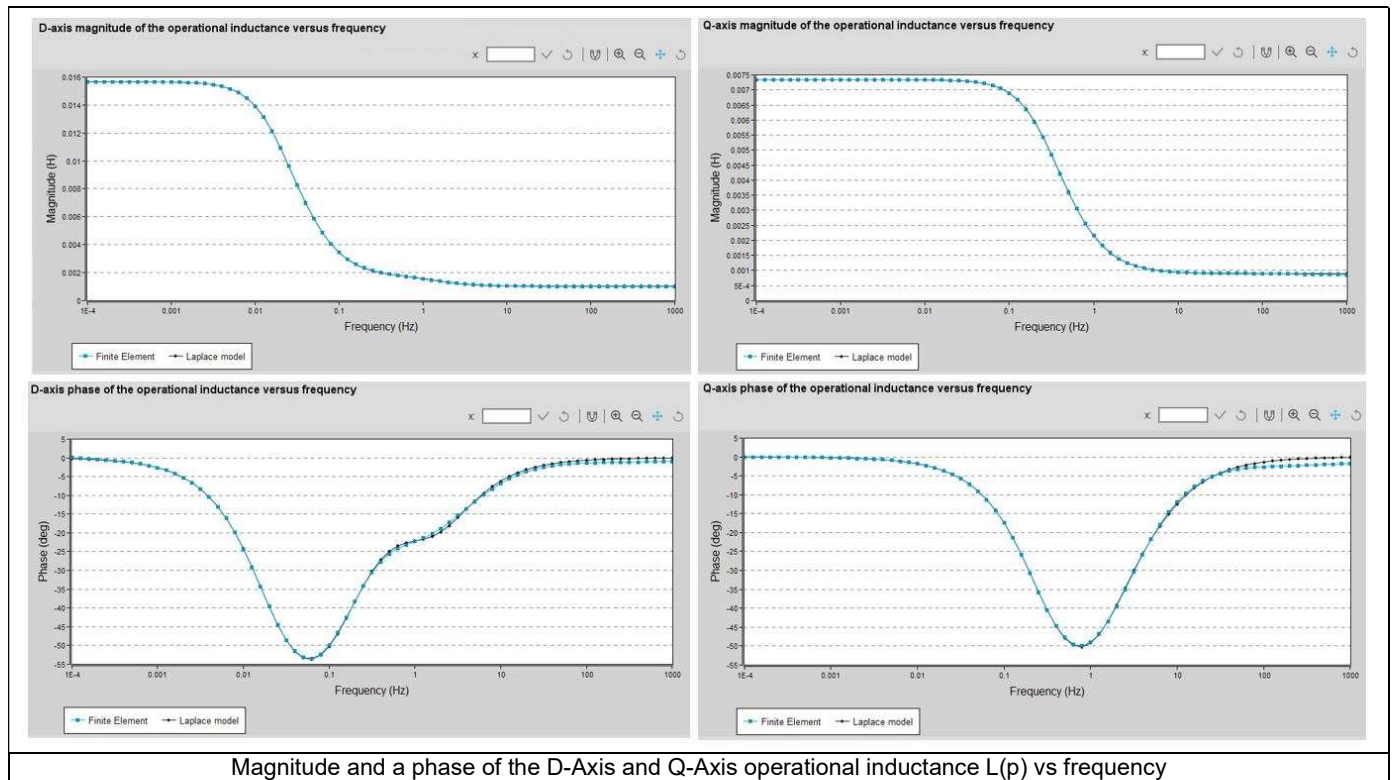 D-axis magnitude of the operational inductance versus frequency
x:
0.016
0.014
0.012
0.01
0.008
0.006
0.004
0.002
0
Magnitude (H)
1E-4 0.001 0.01 0.1 1 10 100 1000
Frequency (Hz)
Finite Element Laplace model
Q-axis magnitude of the operational inductance versus frequency
x:
0.0075
0.007
0.0065
0.006
0.0055
0.005
0.0045
0.004
0.0035
0.003
0.0025
0.002
0.0015
0.001
5E-4
0
Magnitude (H)
1E-4 0.001 0.01 0.1 1 10 100 1000
Frequency (Hz)
Finite Element Laplace model
D-axis phase of the operational inductance versus frequency
x:
5
0
-5
-10
-15
-20
-25
-30
-35
-40
-45
-50
-55
Phase (deg)
1E-4 0.001 0.01 0.1 1 10 100 1000
Frequency (Hz)
Finite Element Laplace model
Q-axis phase of the operational inductance versus frequency
x:
5
0
-5
-10
-15
-20
-25
-30
-35
-40
-45
-50
-55
Phase (deg)
1E-4 0.001 0.01 0.1 1 10 100 1000
Frequency (Hz)
Finite Element Laplace model
Magnitude and a phase of the D-Axis and Q-Axis operational inductance L(p) vs frequency